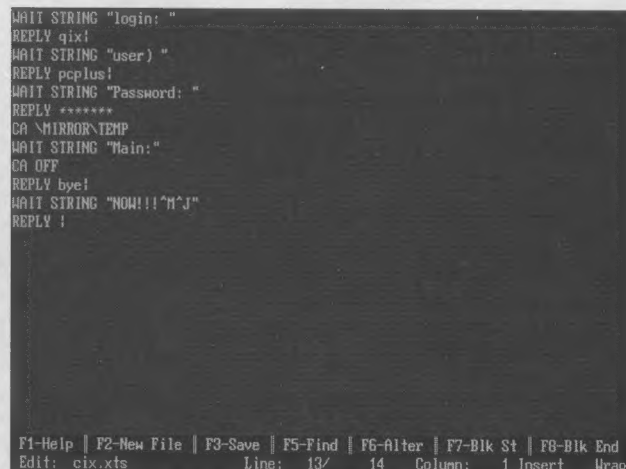 WAIT STRING "login: "
REPLY qix|
WAIT STRING "user) "
REPLY pcplus|
WAIT STRING "Password: "
REPLY *******
CA \MIRROR\TEMP
WAIT STRING "Main:"
CA OFF
REPLY bye|
WAIT STRING "NOW!!!^M^J"
REPLY |
F1-Help ║ F2-New File ║ F3-Save ║ F5-Find ║ F6-Alter ║ F7-Blk St ║ F8-Blk End
Edit: cix.xts Line: 13/ 14 Column: 1 Insert Wrap